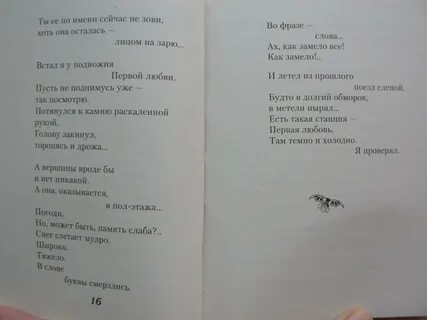 Ты ее по имени сейчас не зови,
хоть она осталась —
лицом на зарю...
Встал я у подножия
Первой любви,
Пусть не поднимусь уже —
так посмотрю.
Потянулся к камню раскаленной
рукой,
Голову закинул,
торопясь и дрожа...
А вершины вроде бы
и нет никакой.
А она, оказывается,
в пол-этажа...
Погоди.
Но, может быть, память слаба?..
Снег слетает мудро.
Широко.
Тяжело.
В слове
буквы смерзлись.
16
Во фразе —
слова...
Ах, как замело все!
Как замело!..
И летел из прошлого
поезд слепой.
Будто в долгий обморок,
в метели нырял...
Есть такая станция —
Первая любовь.
Там темно и холодно.
Я проверял.